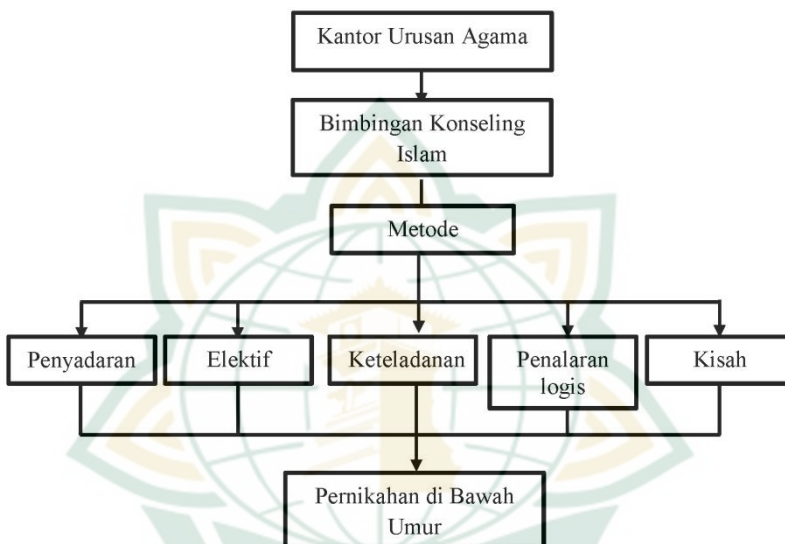 Kantor Urusan Agama
Bimbingan Konseling
Islam
Metode
Penyadaran
Elektif
Keteladanan
Penalaran
logis
Kisah
Pernikahan di Bawah
Umur